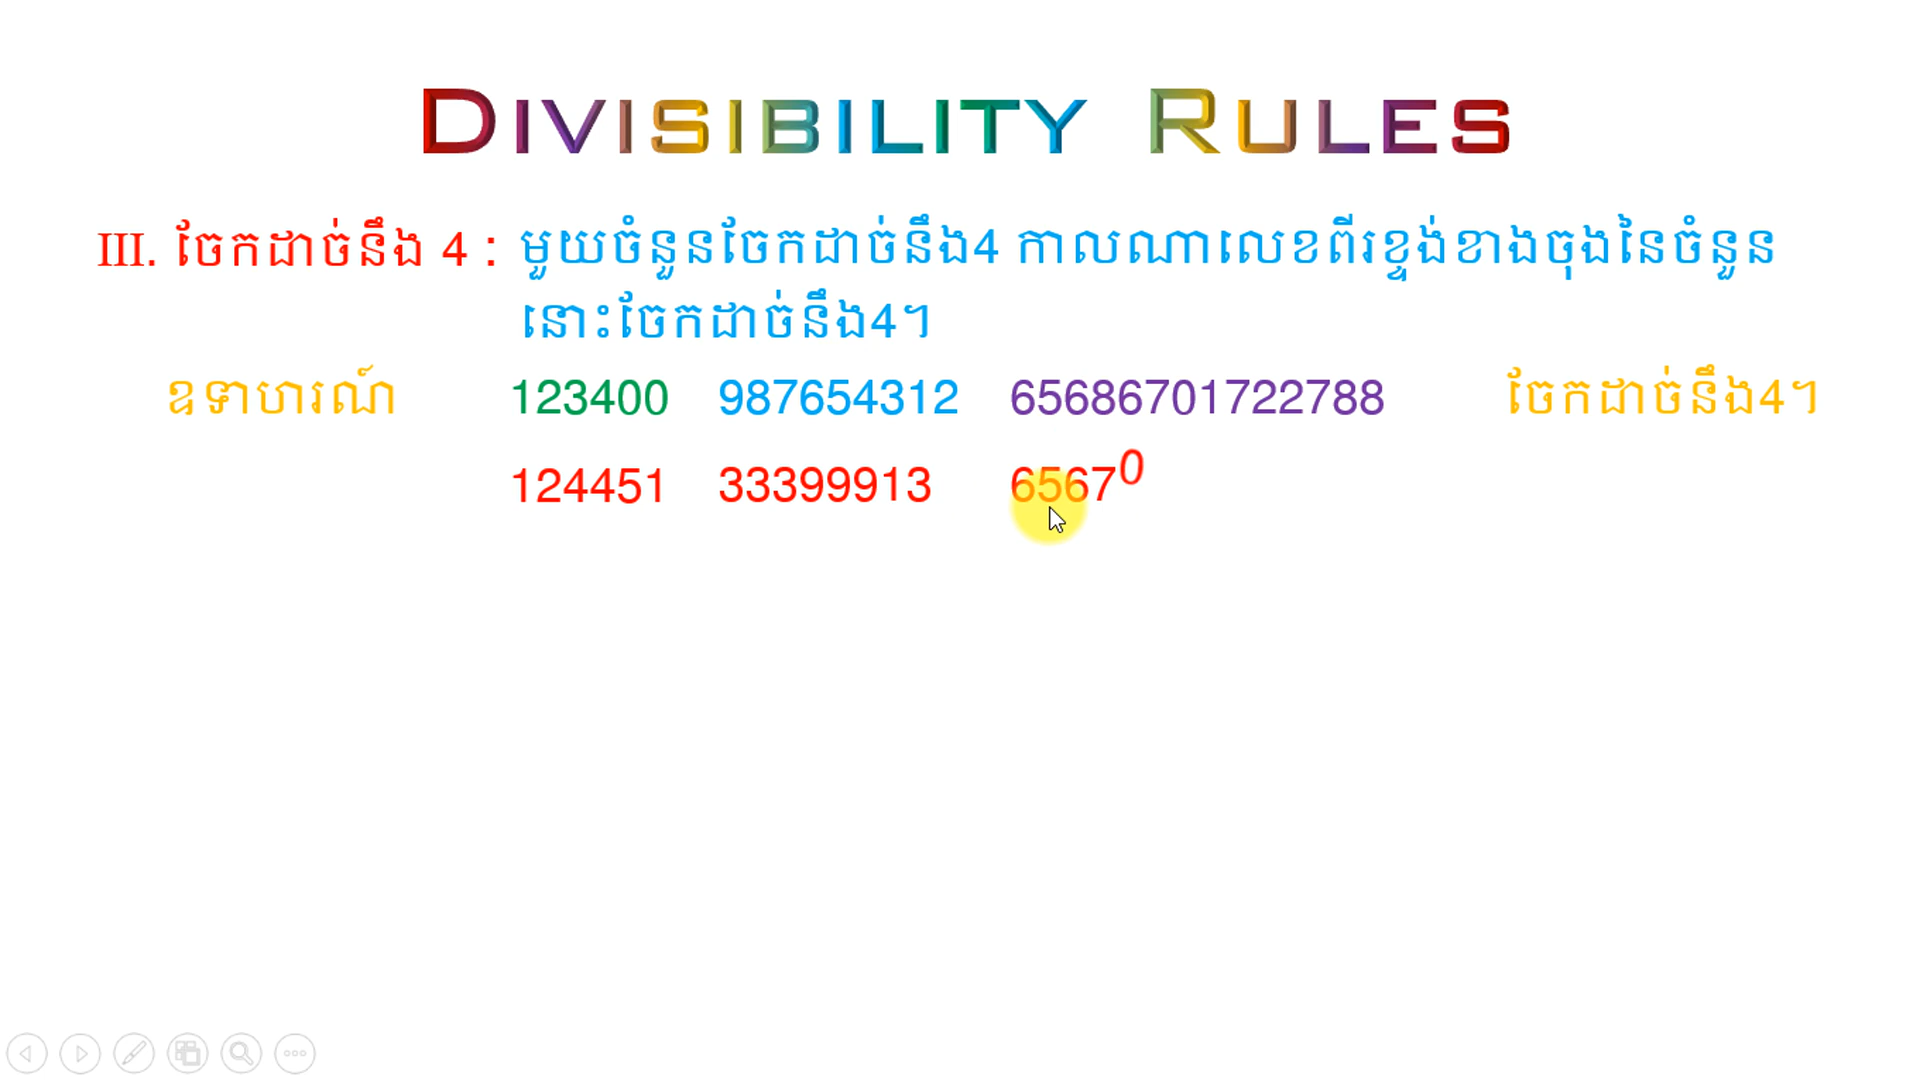 DIVISIBILITY RULES
III. ចែកដាច់នឹង 4 : មួយចំនួនចែកដាច់នឹង4 កាលណាលេខពីរខ្ទង់ខាងចុងនៃចំនួន
នោះចែកដាច់នឹង4។
ឧទាហរណ៍ 123400 987654312 65686701722788 ចែកដាច់នឹង4។
124451 33399913 65670